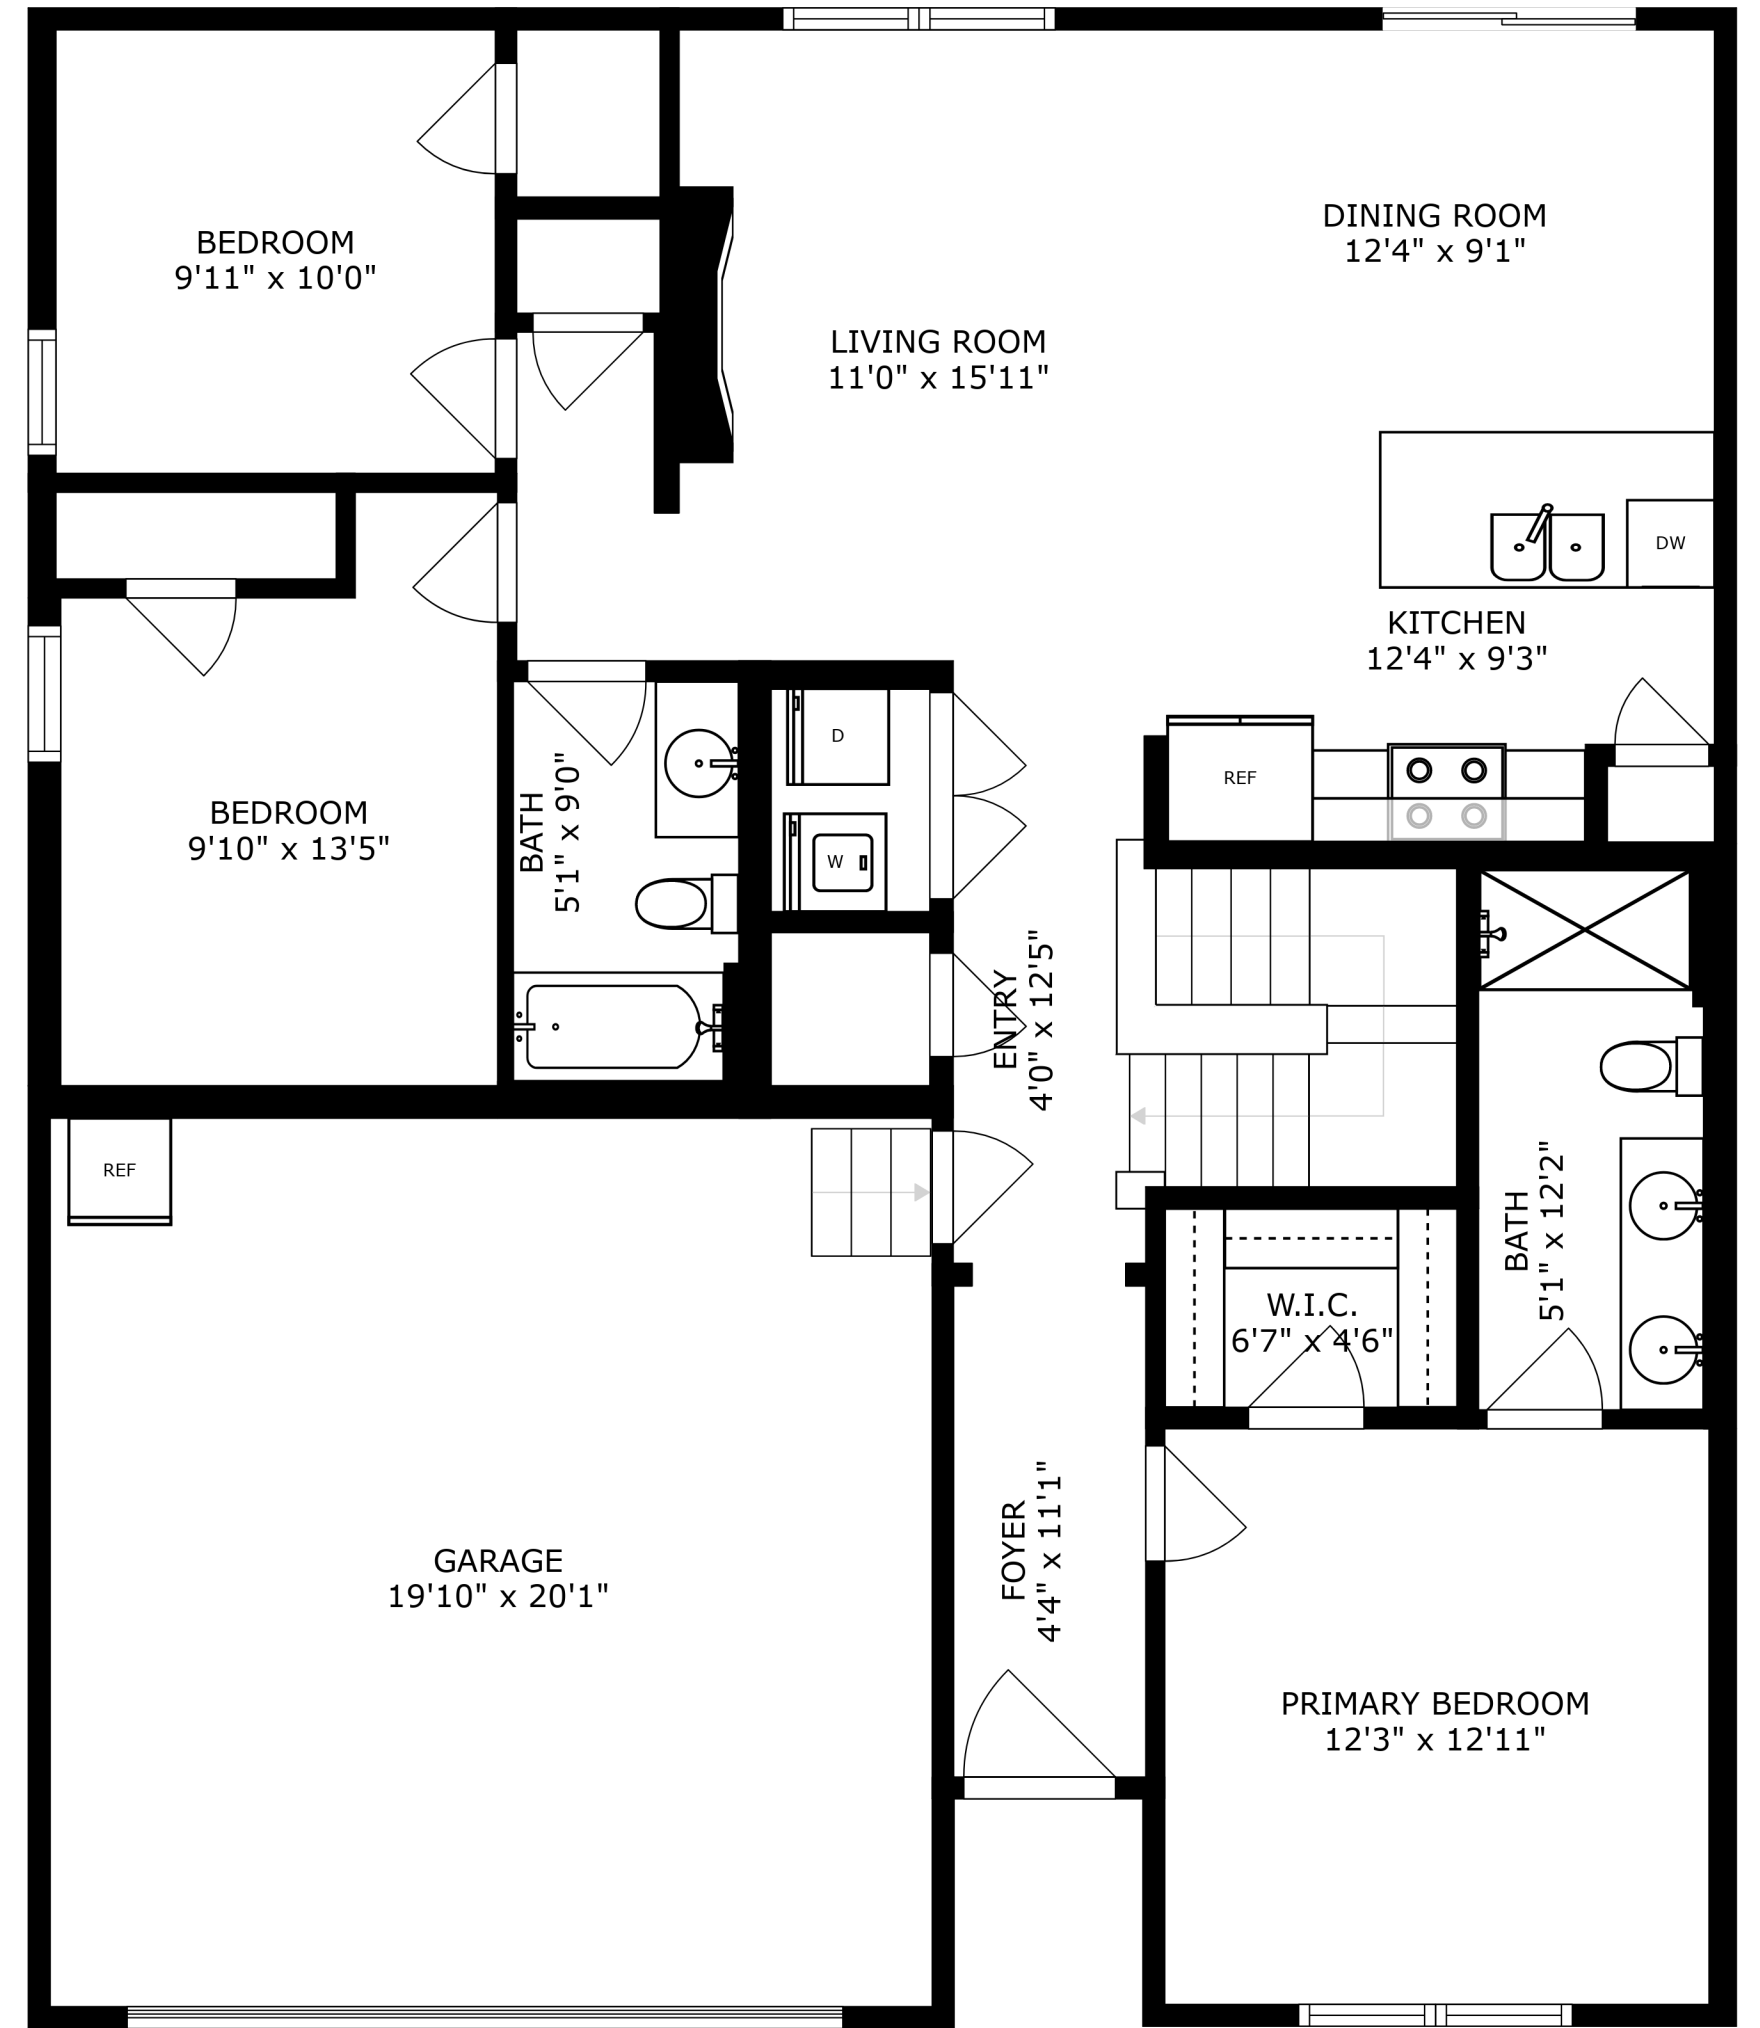 DINING ROOM
12'4" x 9'1"
BEDROOM
9'11" x 10'0"
LIVING ROOM
11'0" x 15'11"
DW
KITCHEN
12'4" x 9'3"
D
REF
BEDROOM
9'10" x 13'5"
BATH
5'1" x 9'0"
W
ENTRY
4'0" x 12'5"
REF
BATH
5'1" x 12'2"
W.I.C.
6'7" x 4'6"
FOYER
4'4" x 11'1"
GARAGE
19'10" x 20'1"
PRIMARY BEDROOM
12'3" x 12'11"